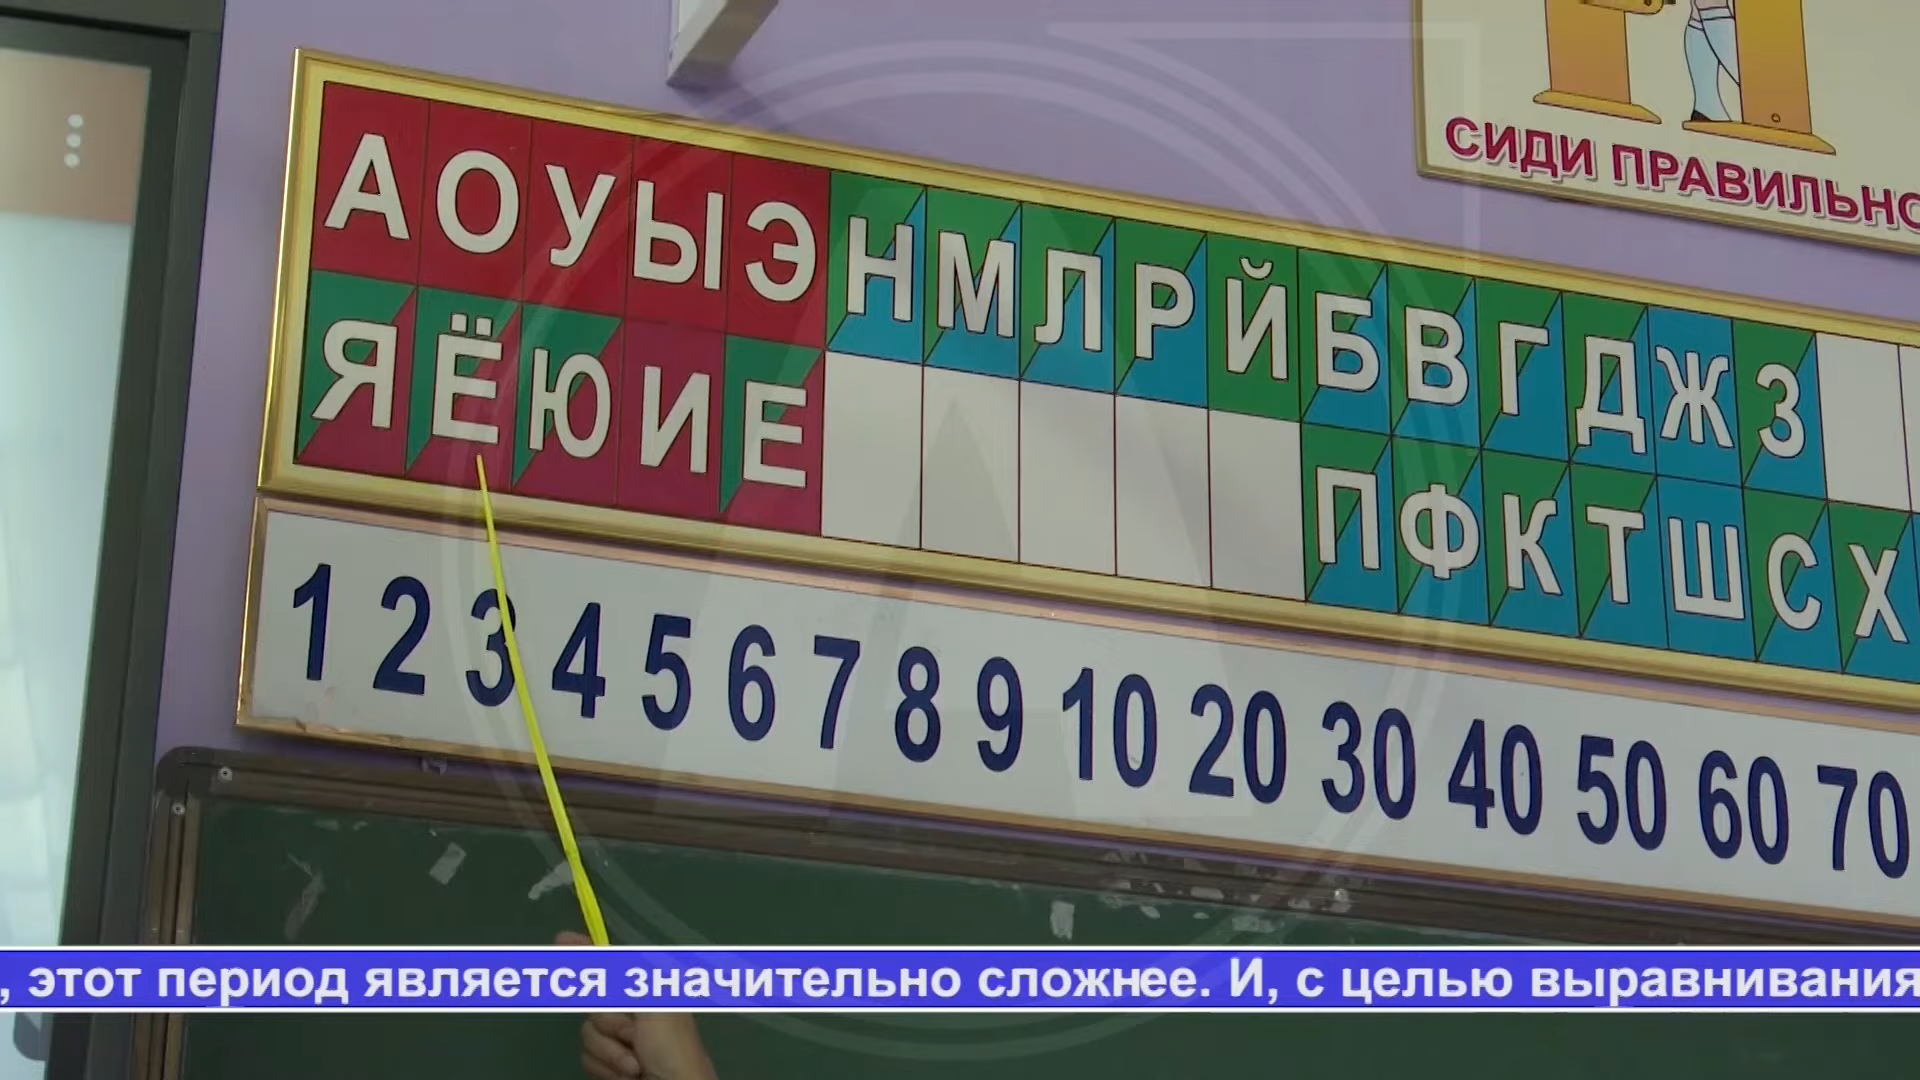 СИДИ ПРАВИЛЬНО
А О У Ы Э Н М Л Р Й Б В Г Д Ж З
Я Ё Ю И Е П Ф К Т Ш С Х
1 2 3 4 5 6 7 8 9 10 20 30 40 50 60 70
, этот период является значительно сложнее. И, с целью выравнивания